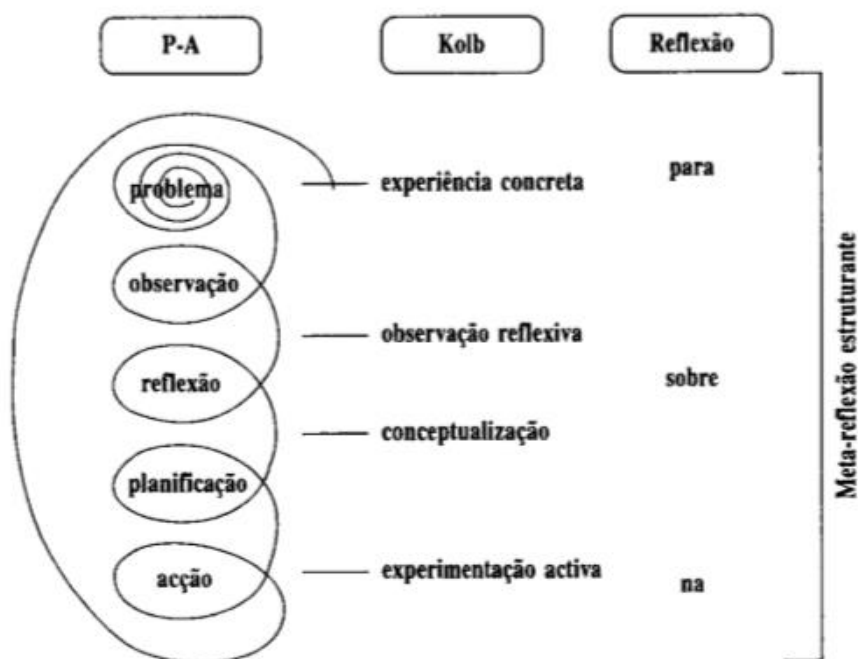 P-A
Kolb
Reflexão
problema
experiência concreta
para
observação
observação reflexiva
reflexão
sobre
conceptualização
planificação
acção
experimentação activa
na
Meta-reflexão estruturante